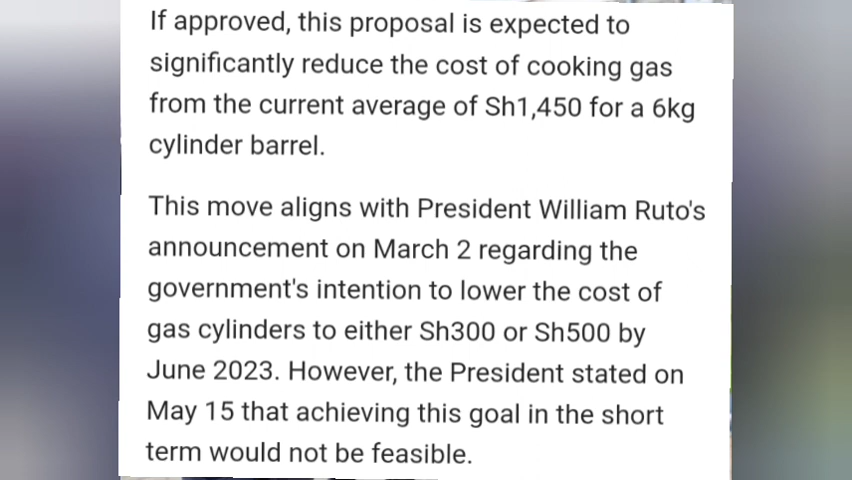 If approved, this proposal is expected to
significantly reduce the cost of cooking gas
from the current average of Sh1,450 for a 6kg
cylinder barrel.
This move aligns with President William Ruto's
announcement on March 2 regarding the
government's intention to lower the cost of
gas cylinders to either Sh300 or Sh500 by
June 2023. However, the President stated on
May 15 that achieving this goal in the short
term would not be feasible.